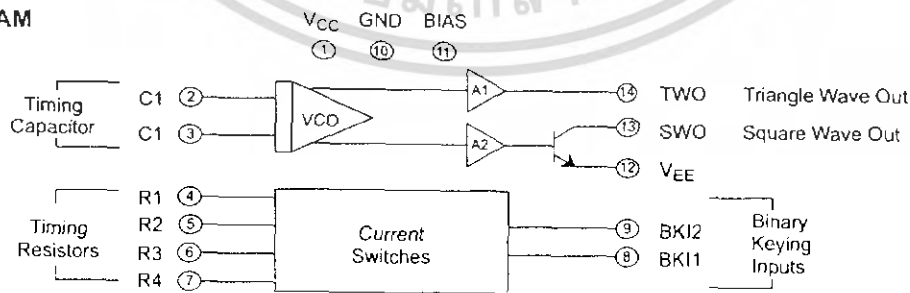 AM
VCC GND BIAS
1 10 11
Timing
Capacitor
C1 2
C1 3
VCO
A1
A2
14 TWO Triangle Wave Out
13 SWO Square Wave Out
12 VEE
Timing
Resistors
R1 4
R2 5
R3 6
R4 7
Current
Switches
9 BKI2
8 BKI1
Binary
Keying
Inputs